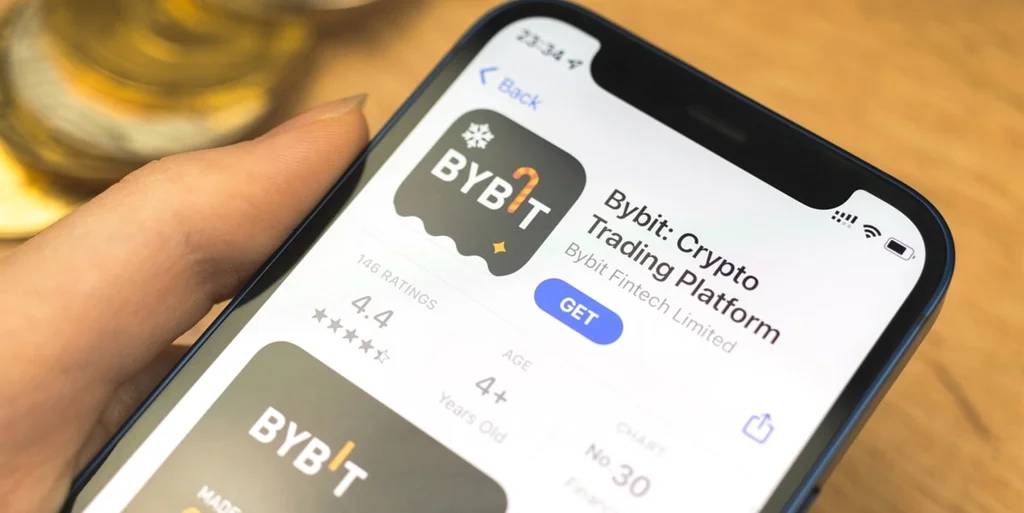 23:34
Back
BYBIT
Bybit: Crypto
Trading Platform
Bybit Fintech Limited
GET
146 RATINGS
4.4
AGE
4+
Years Old
CHART
No.30
BYBIT
MADE